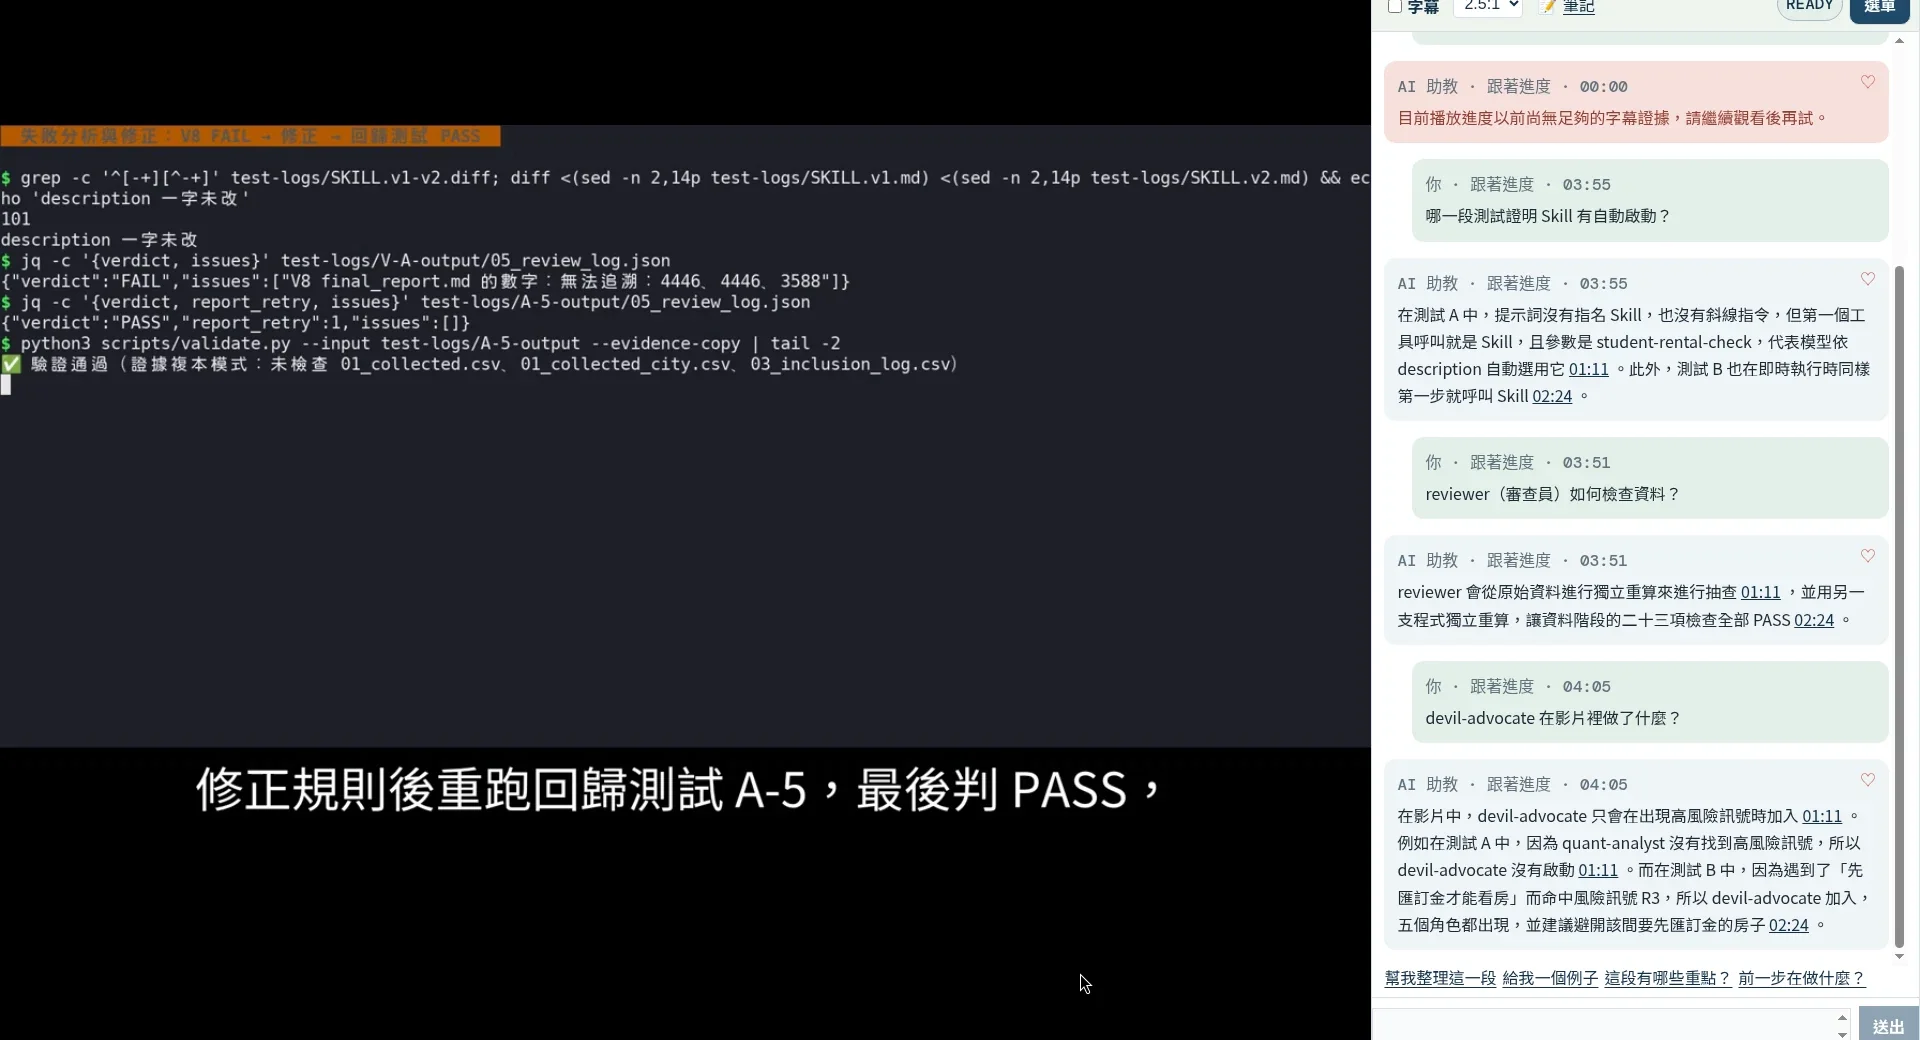 失敗分析與修正：V8 FAIL → 修正 → 回歸測試 PASS
$ grep -c '^[-+][^-+]' test-logs/SKILL.v1-v2.diff; diff <(sed -n 2,14p test-logs/SKILL.v1.md) <(sed -n 2,14p test-logs/SKILL.v2.md) && ec
ho 'description 一字未改'
101
description 一字未改
$ jq -c '{verdict, issues}' test-logs/V-A-output/05_review_log.json
{"verdict":"FAIL","issues":["V8 final_report.md 的數字：無法追溯：4446、4446、3588"]}
$ jq -c '{verdict, report_retry, issues}' test-logs/A-5-output/05_review_log.json
{"verdict":"PASS","report_retry":1,"issues":[]}
$ python3 scripts/validate.py --input test-logs/A-5-output --evidence-copy | tail -2
✅ 驗證通過（證據複本模式：未檢查 01_collected.csv、01_collected_city.csv、03_inclusion_log.csv）
修正規則後重跑回歸測試 A-5，最後判 PASS，
字幕 2.5:1 📝 筆記 READY 選單
AI 助教 · 跟著進度 · 00:00 ♡
目前播放進度以前尚無足夠的字幕證據，請繼續觀看後再試。
你 · 跟著進度 · 03:55
哪一段測試證明 Skill 有自動啟動？
AI 助教 · 跟著進度 · 03:55 ♡
在測試 A 中，提示詞沒有指名 Skill，也沒有斜線指令，但第一個工
具呼叫就是 Skill，且參數是 student-rental-check，代表模型依
description 自動選用它 01:11 。此外，測試 B 也在即時執行時同樣
第一步就呼叫 Skill 02:24 。
你 · 跟著進度 · 03:51
reviewer（審查員）如何檢查資料？
AI 助教 · 跟著進度 · 03:51 ♡
reviewer 會從原始資料進行獨立重算來進行抽查 01:11 ，並用另一
支程式獨立重算，讓資料階段的二十三項檢查全部 PASS 02:24 。
你 · 跟著進度 · 04:05
devil-advocate 在影片裡做了什麼？
AI 助教 · 跟著進度 · 04:05 ♡
在影片中，devil-advocate 只會在出現高風險訊號時加入 01:11 。
例如在測試 A 中，因為 quant-analyst 沒有找到高風險訊號，所以
devil-advocate 沒有啟動 01:11 。而在測試 B 中，因為遇到了「先
匯訂金才能看房」而命中風險訊號 R3，所以 devil-advocate 加入，
五個角色都出現，並建議避開該間要先匯訂金的房子 02:24 。
幫我整理這一段 給我一個例子 這段有哪些重點？ 前一步在做什麼？
送出